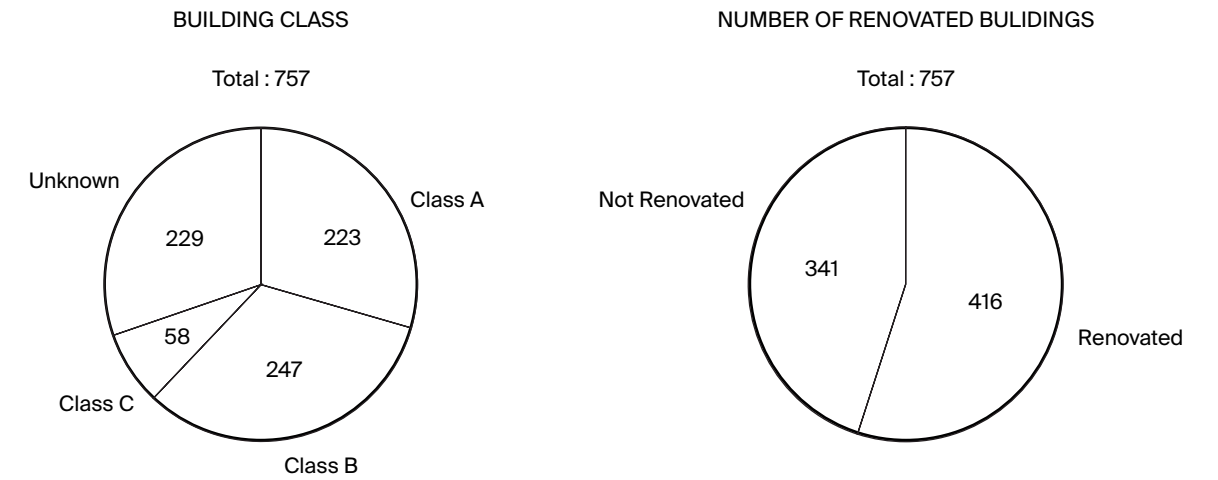 BUILDING CLASS
Total : 757
Unknown
Class A
229
223
58
247
Class C
Class B
NUMBER OF RENOVATED BULIDINGS
Total : 757
Not Renovated
341
416
Renovated